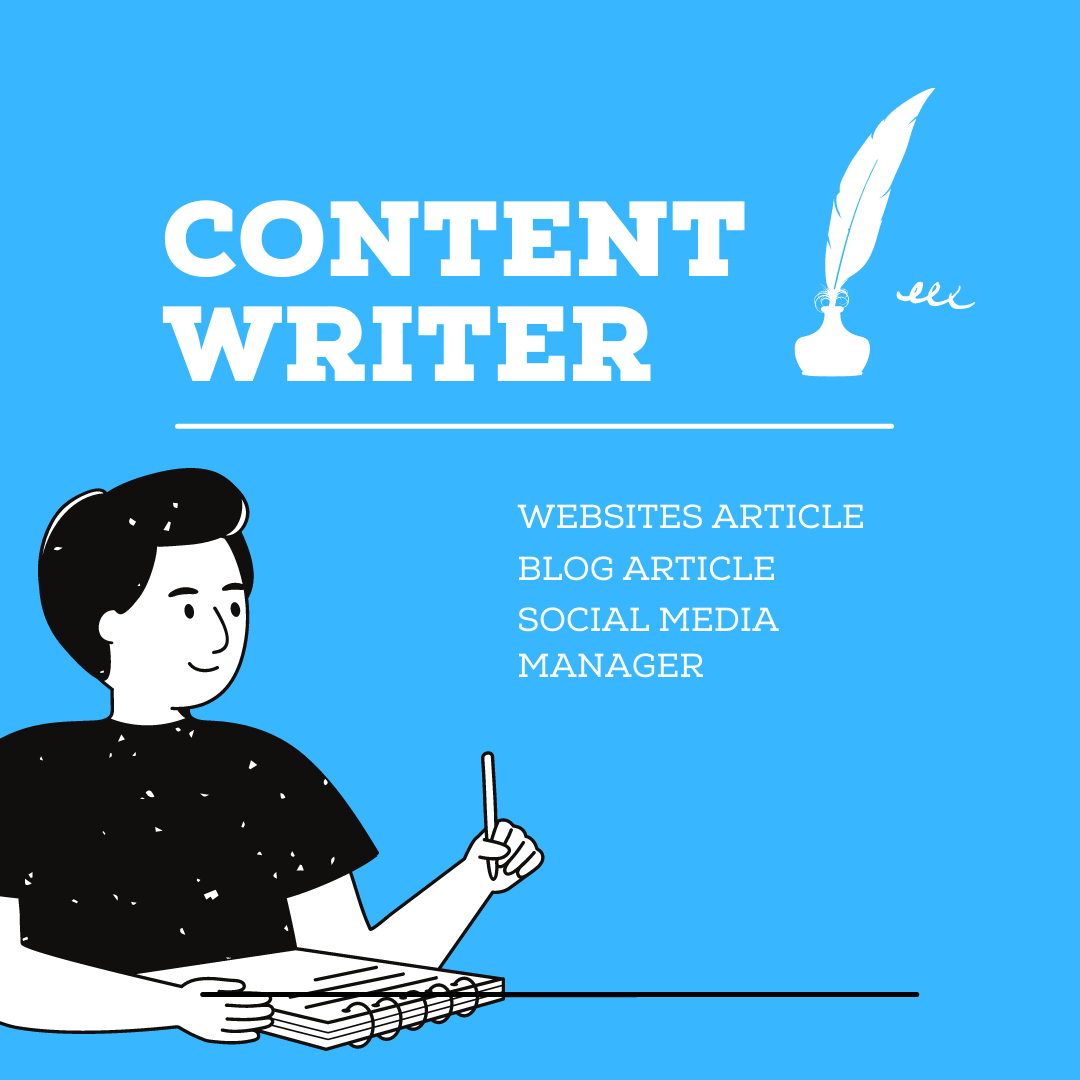 CONTENT
WRITER
WEBSITES ARTICLE
BLOG ARTICLE
SOCIAL MEDIA
MANAGER